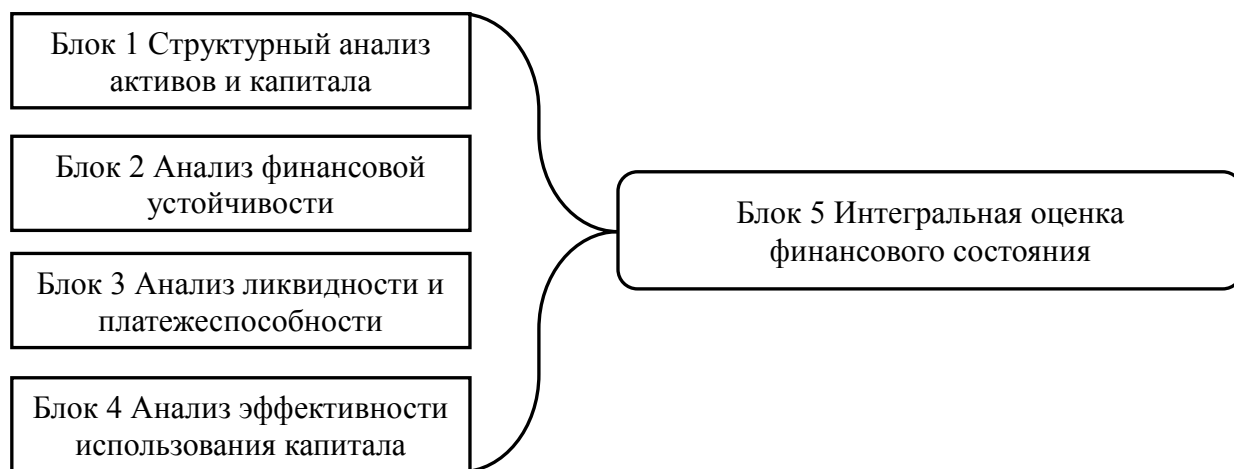 Блок 1 Структурный анализ
активов и капитала
Блок 2 Анализ финансовой
устойчивости
Блок 3 Анализ ликвидности и
платежеспособности
Блок 4 Анализ эффективности
использования капитала
Блок 5 Интегральная оценка
финансового состояния